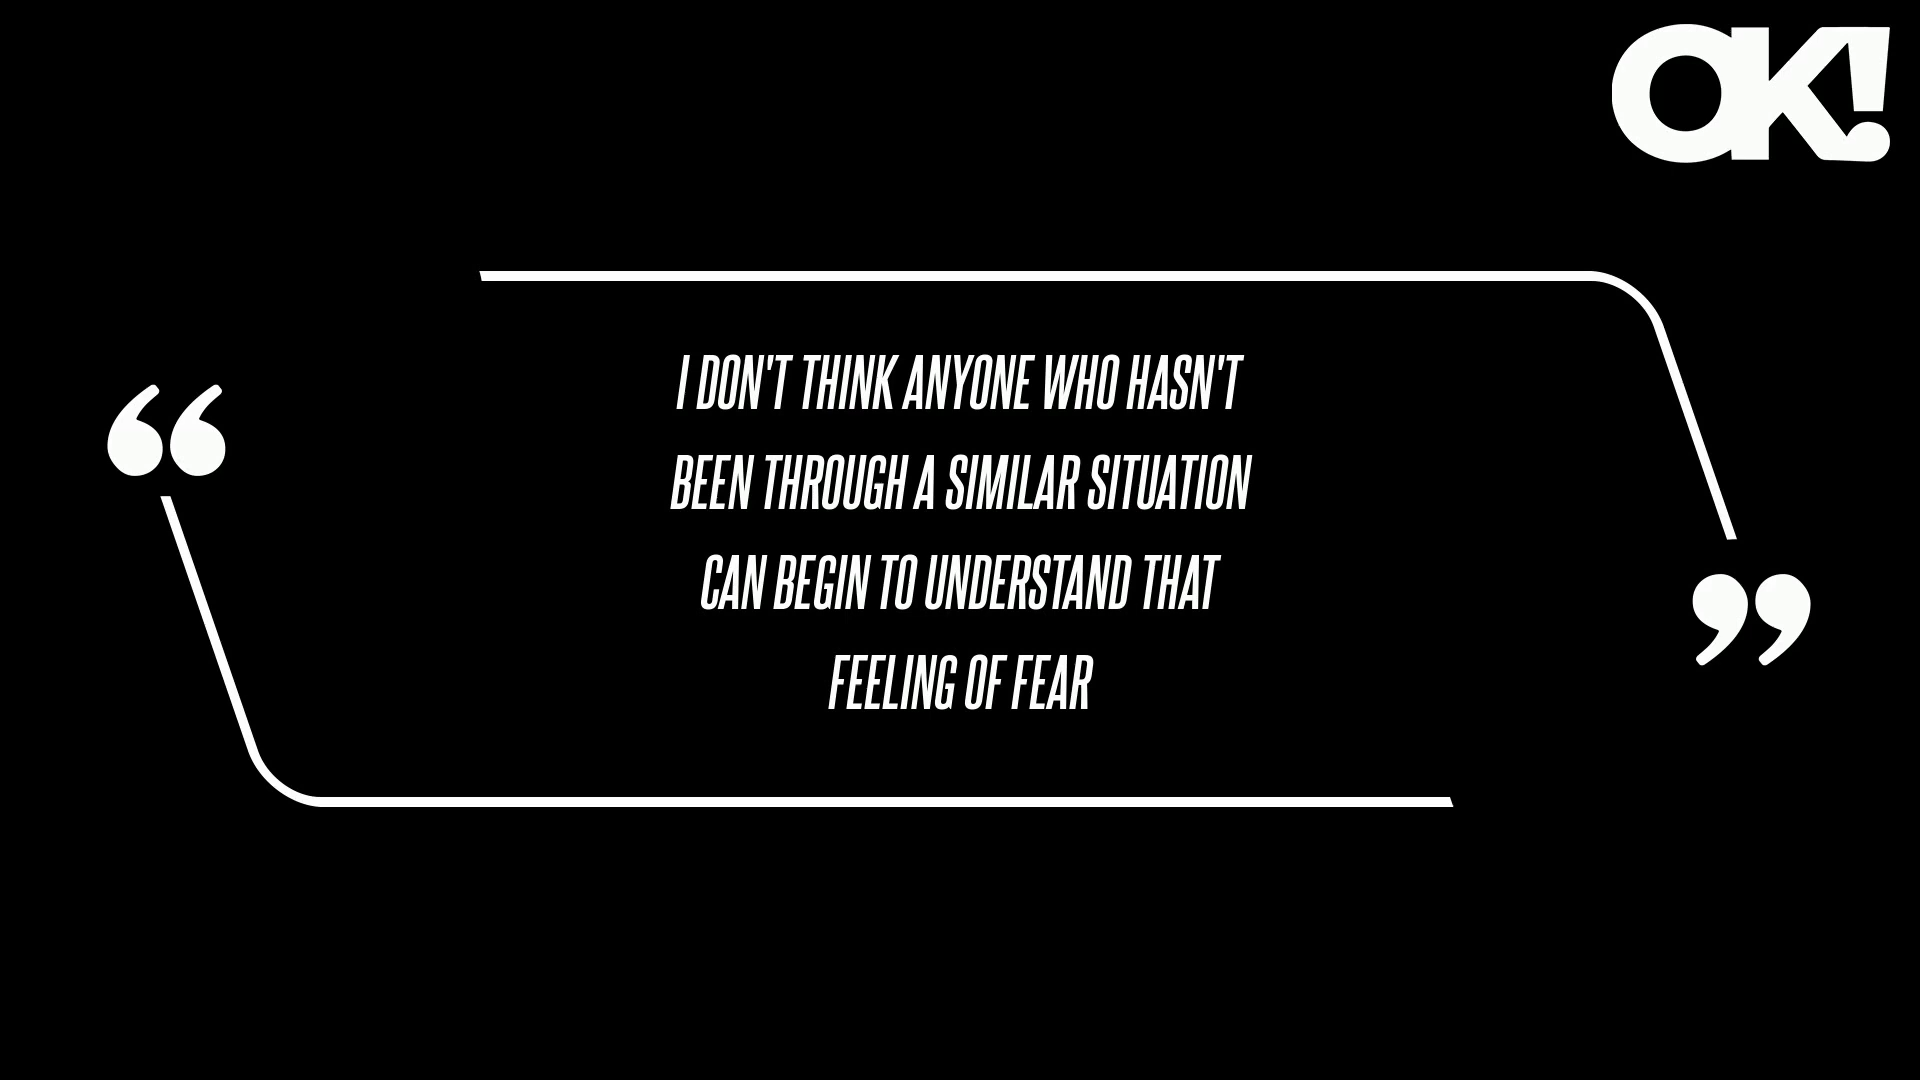 OK!
“
I DON'T THINK ANYONE WHO HASN'T
BEEN THROUGH A SIMILAR SITUATION
CAN BEGIN TO UNDERSTAND THAT
FEELING OF FEAR
”